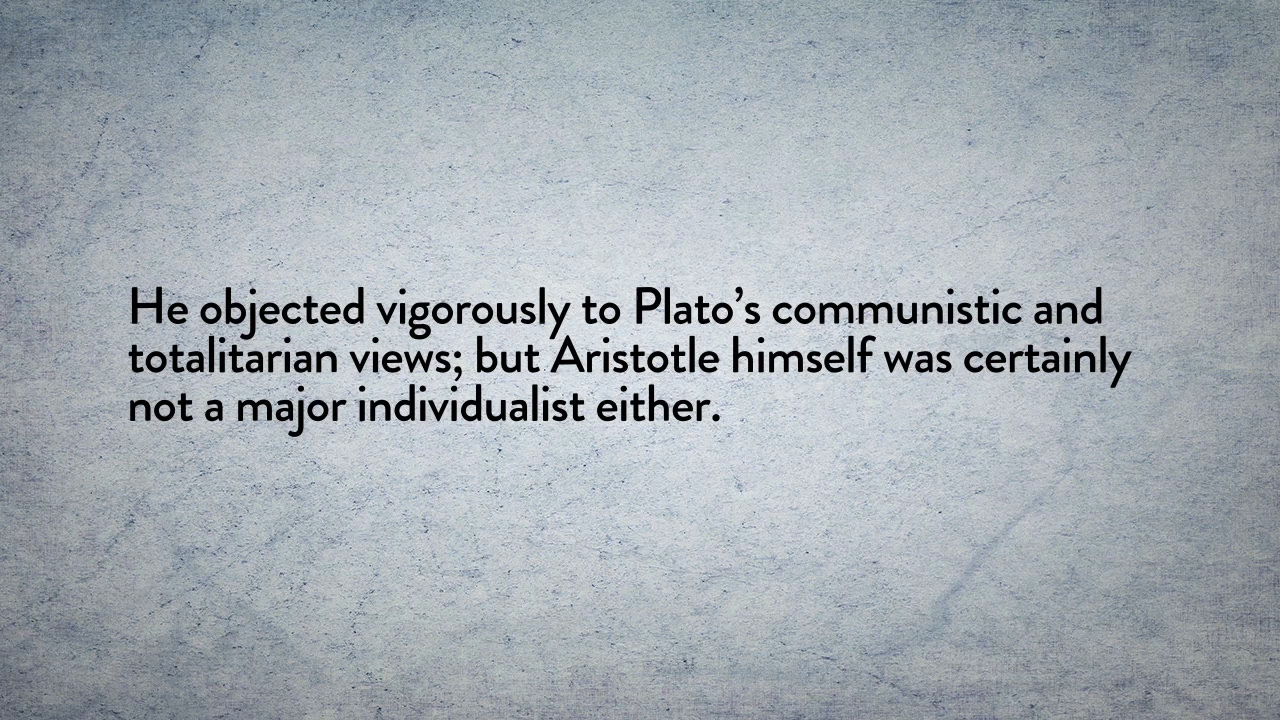 He objected vigorously to Plato’s communistic and
totalitarian views; but Aristotle himself was certainly
not a major individualist either.